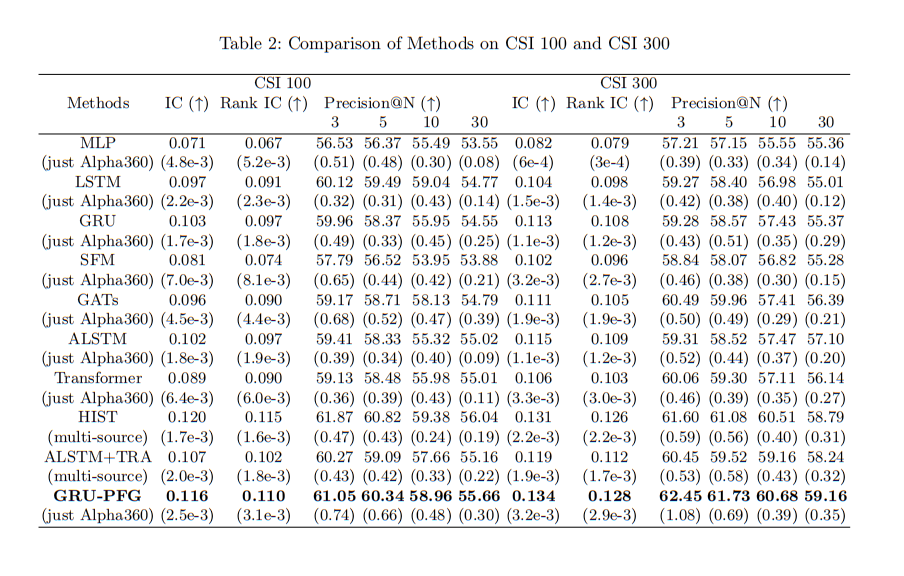 Table 2: Comparison of Methods on CSI 100 and CSI 300
CSI 100 CSI 300
Methods IC (↑) Rank IC (↑) Precision@N (↑) IC (↑) Rank IC (↑) Precision@N (↑)
3 5 10 30 3 5 10 30
MLP 0.071 0.067 56.53 56.37 55.49 53.55 0.082 0.079 57.21 57.15 55.55 55.36
(just Alpha360) (4.8e-3) (5.2e-3) (0.51) (0.48) (0.30) (0.08) (6e-4) (3e-4) (0.39) (0.33) (0.34) (0.14)
LSTM 0.097 0.091 60.12 59.49 59.04 54.77 0.104 0.098 59.27 58.40 56.98 55.01
(just Alpha360) (2.2e-3) (2.3e-3) (0.32) (0.31) (0.43) (0.14) (1.5e-3) (1.4e-3) (0.42) (0.38) (0.40) (0.12)
GRU 0.103 0.097 59.96 58.37 55.95 54.55 0.113 0.108 59.28 58.57 57.43 55.37
(just Alpha360) (1.7e-3) (1.8e-3) (0.49) (0.33) (0.45) (0.25) (1.1e-3) (1.2e-3) (0.43) (0.51) (0.35) (0.29)
SFM 0.081 0.074 57.79 56.52 53.95 53.88 0.102 0.096 58.84 58.07 56.82 55.28
(just Alpha360) (7.0e-3) (8.1e-3) (0.65) (0.44) (0.42) (0.21) (3.2e-3) (2.7e-3) (0.46) (0.38) (0.30) (0.15)
GATs 0.096 0.090 59.17 58.71 58.13 54.79 0.111 0.105 60.49 59.96 57.41 56.39
(just Alpha360) (4.5e-3) (4.4e-3) (0.68) (0.52) (0.47) (0.39) (1.9e-3) (1.9e-3) (0.50) (0.49) (0.29) (0.21)
ALSTM 0.102 0.097 59.41 58.33 55.32 55.02 0.115 0.109 59.31 58.52 57.47 57.10
(just Alpha360) (1.8e-3) (1.9e-3) (0.39) (0.34) (0.40) (0.09) (1.1e-3) (1.2e-3) (0.52) (0.44) (0.37) (0.20)
Transformer 0.089 0.090 59.13 58.48 55.98 55.01 0.106 0.103 60.06 59.30 57.11 56.14
(just Alpha360) (6.4e-3) (6.0e-3) (0.36) (0.39) (0.43) (0.11) (3.3e-3) (3.0e-3) (0.46) (0.39) (0.35) (0.27)
HIST 0.120 0.115 61.87 60.82 59.38 56.04 0.131 0.126 61.60 61.08 60.51 58.79
(multi-source) (1.7e-3) (1.6e-3) (0.47) (0.43) (0.24) (0.19) (2.2e-3) (2.2e-3) (0.59) (0.56) (0.40) (0.31)
ALSTM+TRA 0.107 0.102 60.27 59.09 57.66 55.16 0.119 0.112 60.45 59.52 59.16 58.24
(multi-source) (2.0e-3) (1.8e-3) (0.43) (0.42) (0.33) (0.22) (1.9e-3) (1.7e-3) (0.53) (0.58) (0.43) (0.32)
GRU-PFG 0.116 0.110 61.05 60.34 58.96 55.66 0.134 0.128 62.45 61.73 60.68 59.16
(just Alpha360) (2.5e-3) (3.1e-3) (0.74) (0.66) (0.48) (0.30) (3.2e-3) (2.9e-3) (1.08) (0.69) (0.39) (0.35)